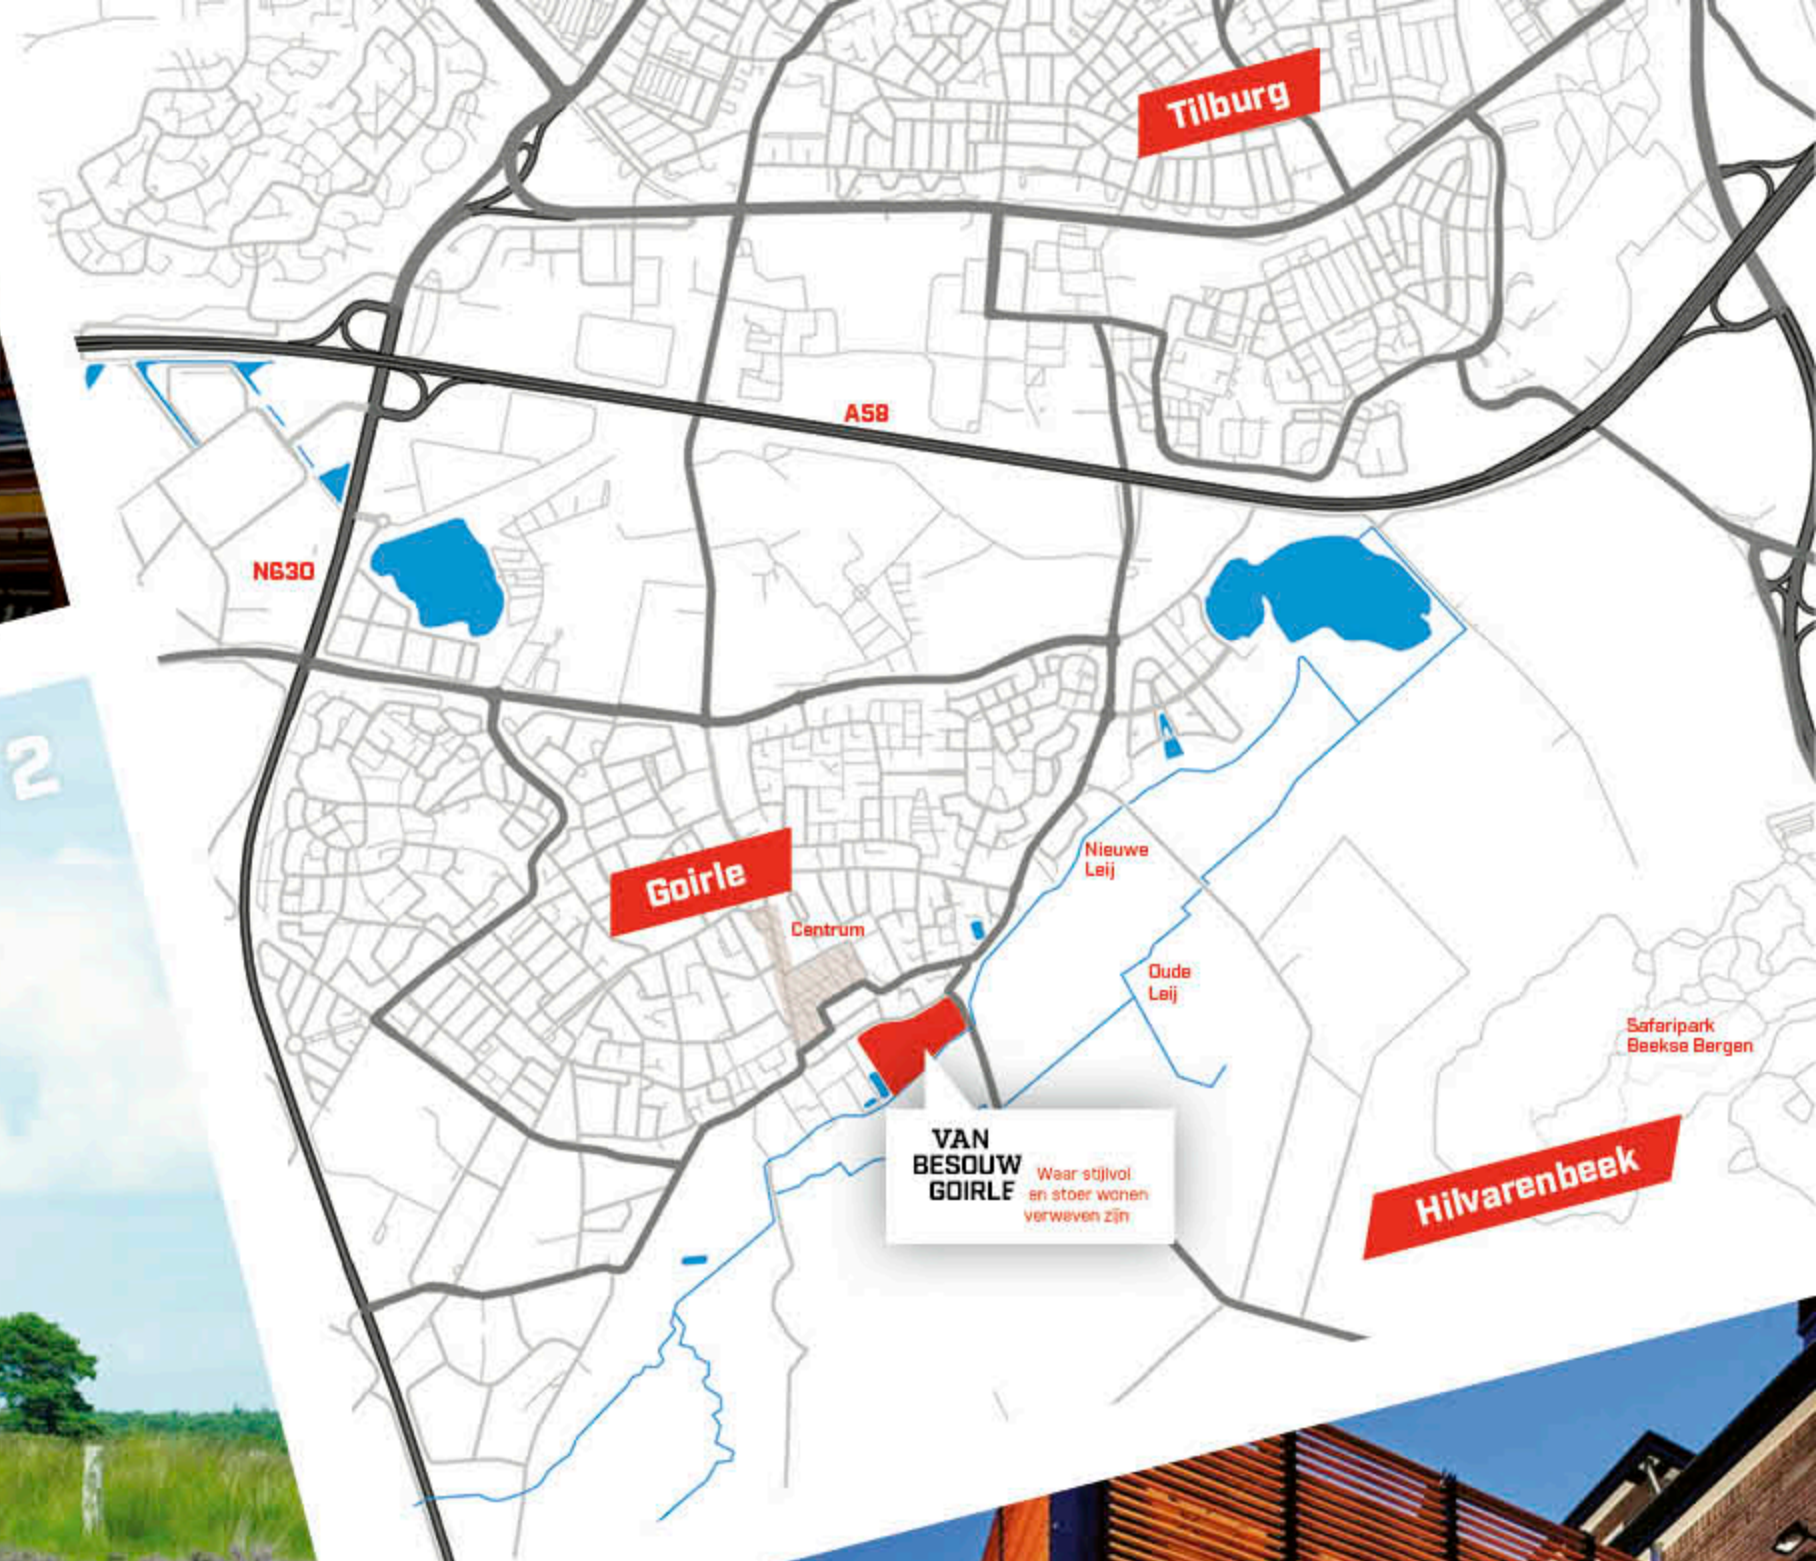 Tilburg
A58
N630
2
Goirle
Centrum
Nieuwe
Leij
Oude
Leij
Safaripark
Beekse Bergen
Hilvarenbeek
VAN
BESOUW
GOIRLE
Waar stijlvol
en stoer wonen
verweven zijn